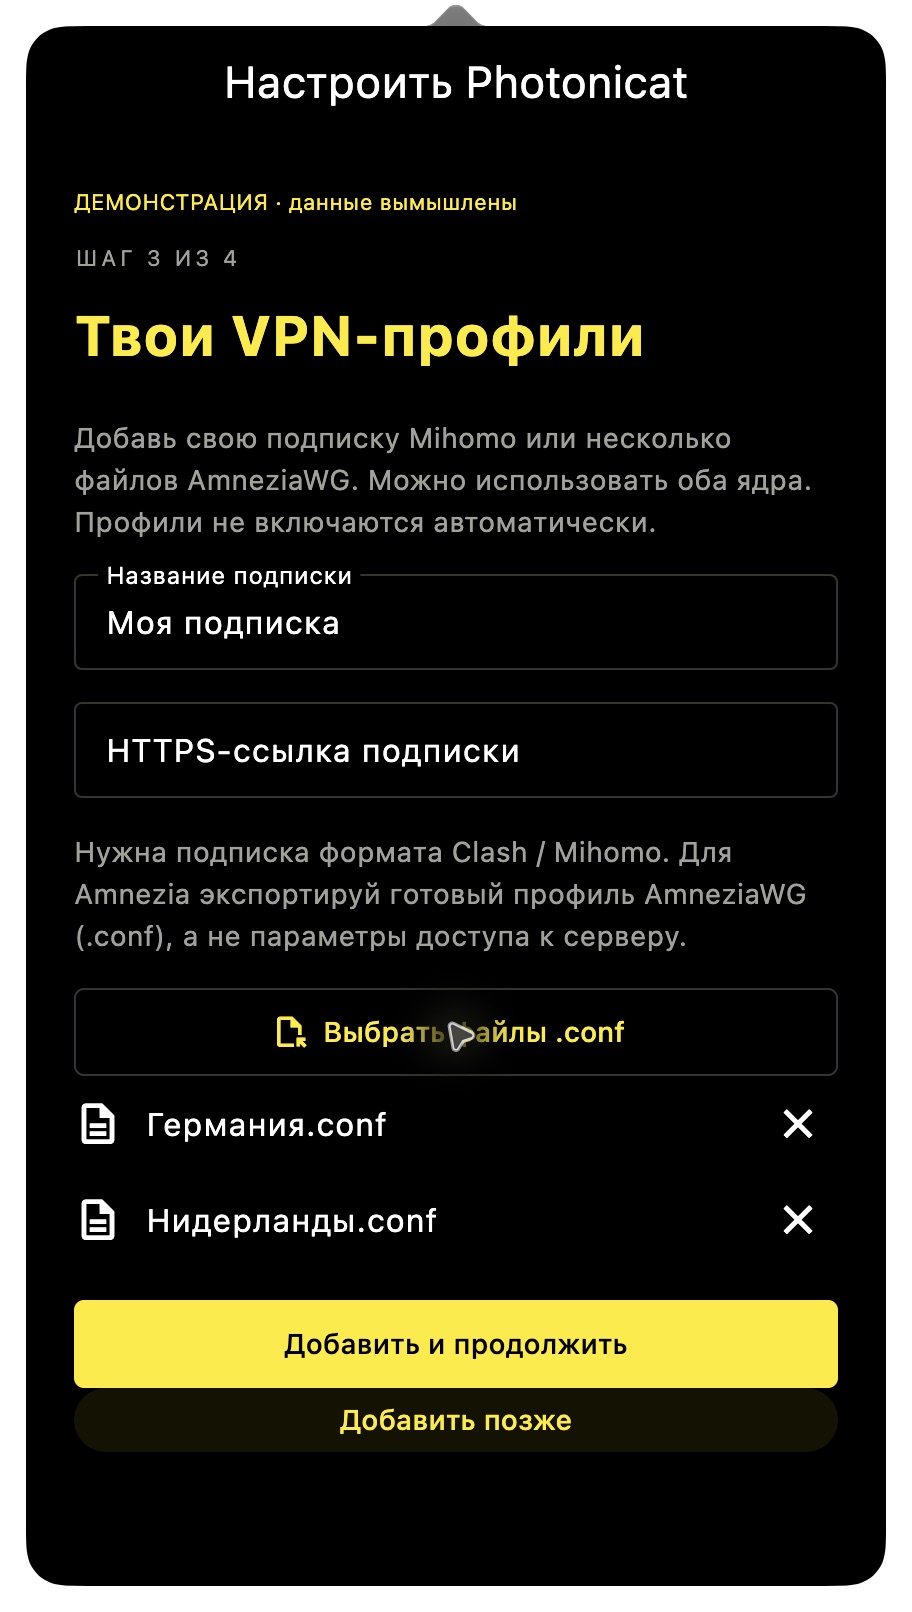 Настроить Photonicat
ДЕМОНСТРАЦИЯ · данные вымышлены
ШАГ 3 ИЗ 4
Твои VPN-профили
Добавь свою подписку Mihomo или несколько
файлов AmneziaWG. Можно использовать оба ядра.
Профили не включаются автоматически.
Название подписки
Моя подписка
HTTPS-ссылка подписки
Нужна подписка формата Clash / Mihomo. Для
Amnezia экспортируй готовый профиль AmneziaWG
(.conf), а не параметры доступа к серверу.
Выбрать файлы .conf
Германия.conf
Нидерланды.conf
Добавить и продолжить
Добавить позже